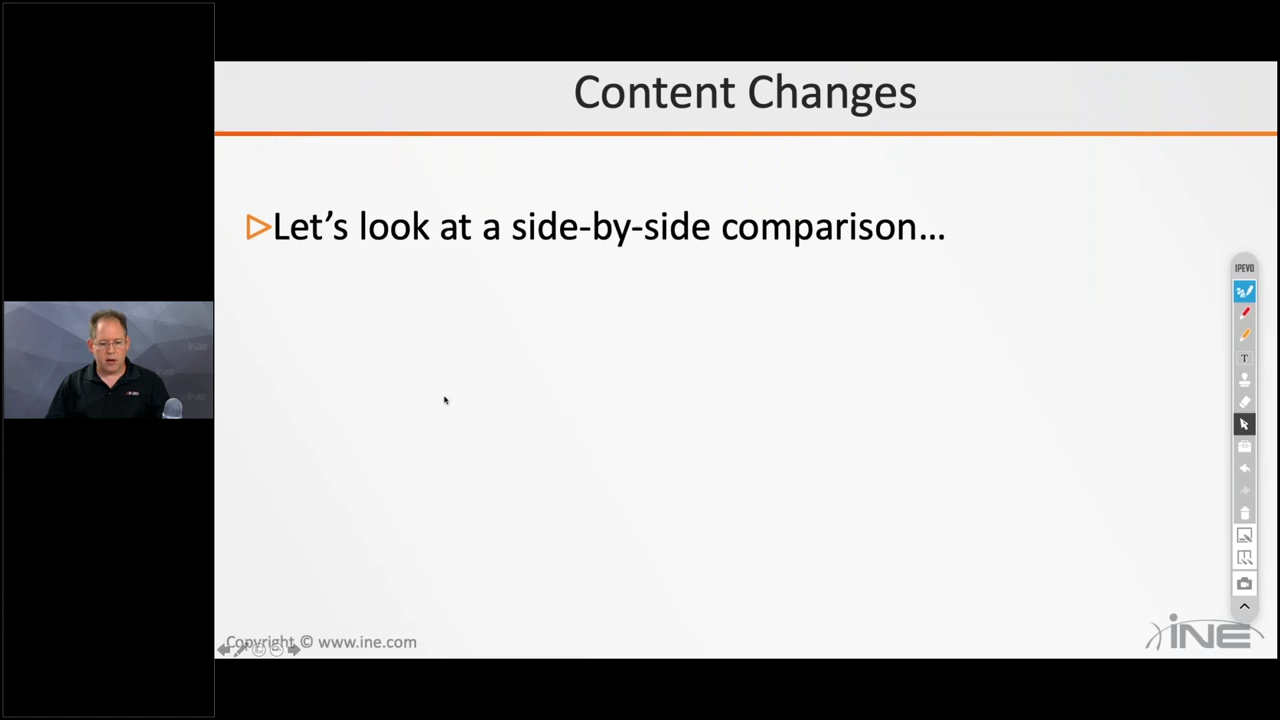 Content Changes
Let's look at a side-by-side comparison...
IPEVO
T
Copyright © www.ine.com
iNE